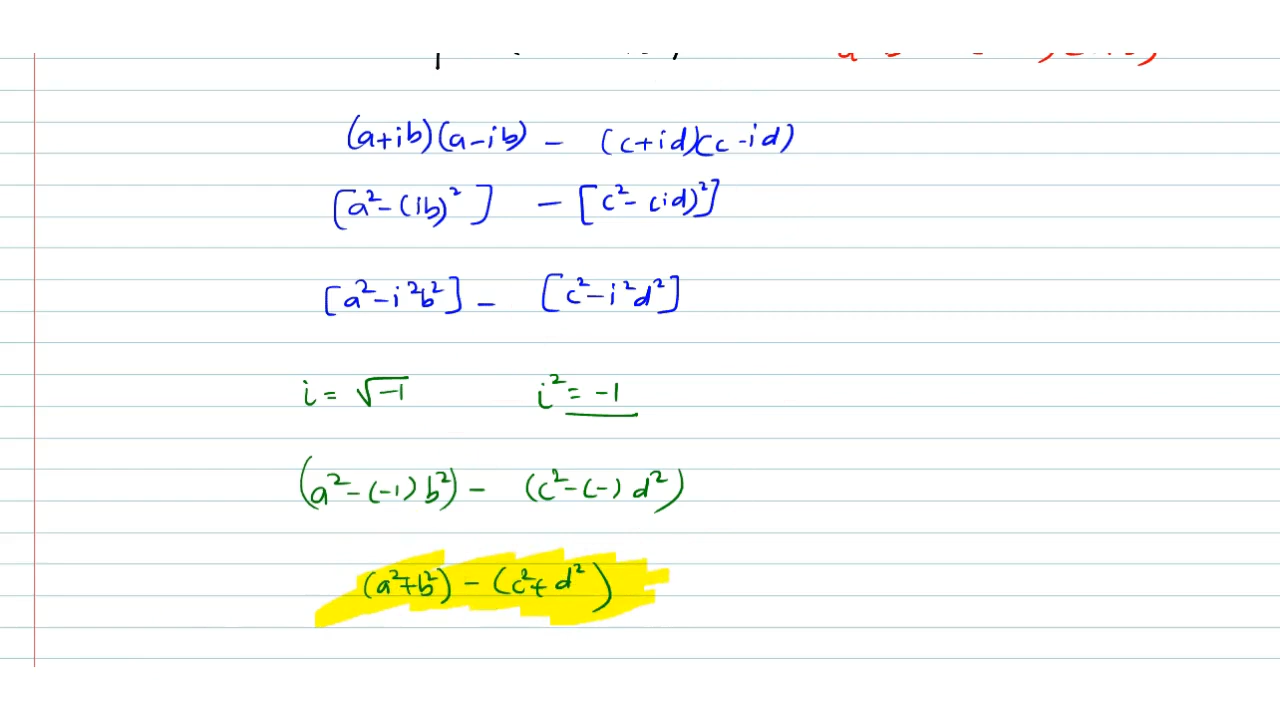 (a+ib)(a-ib) - (c+id)(c-id)
[a²-(ib)²] - [c²-(id)²]
[a²-i²b²] - [c²-i²d²]
i = √-1 i² = -1
(a²-(-1)b²) - (c²-(-)d²)
(a²+b²) - (c²+d²)